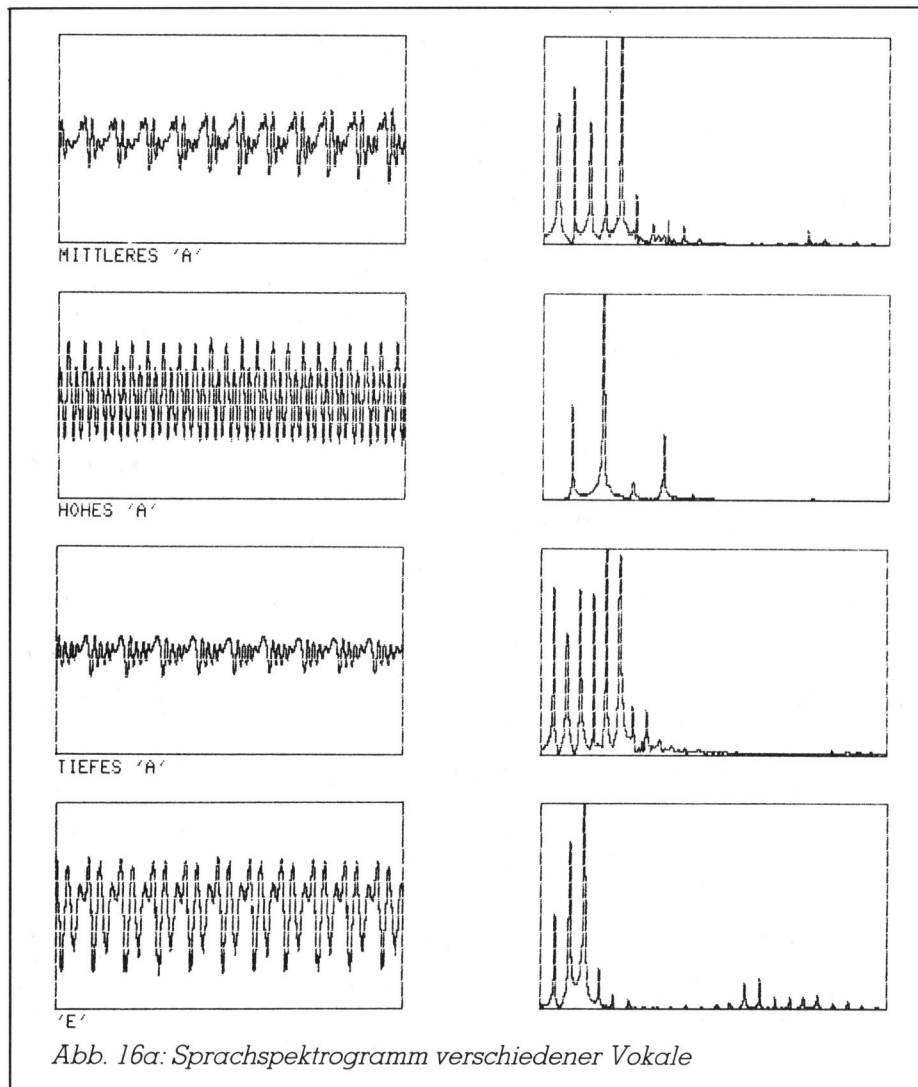 MITTLERES 'A'
HOHES 'A'
TIEFES 'A'
'E'
Abb. 16a: Sprachspektrogramm verschiedener Vokale